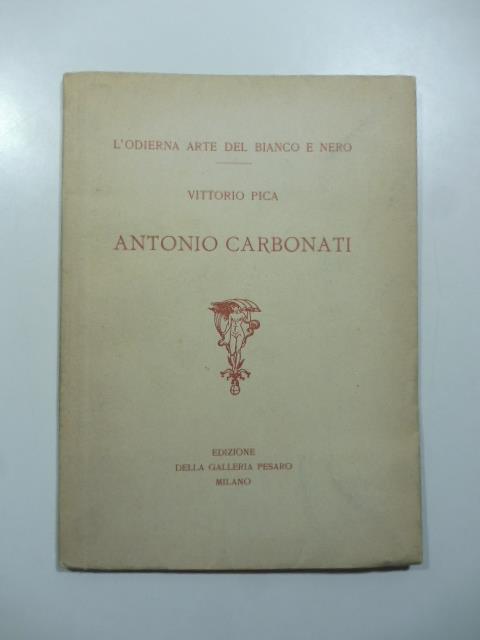 L'ODIERNA ARTE DEL BIANCO E NERO
VITTORIO PICA
ANTONIO CARBONATI
EDIZIONE
DELLA GALLERIA PESARO
MILANO